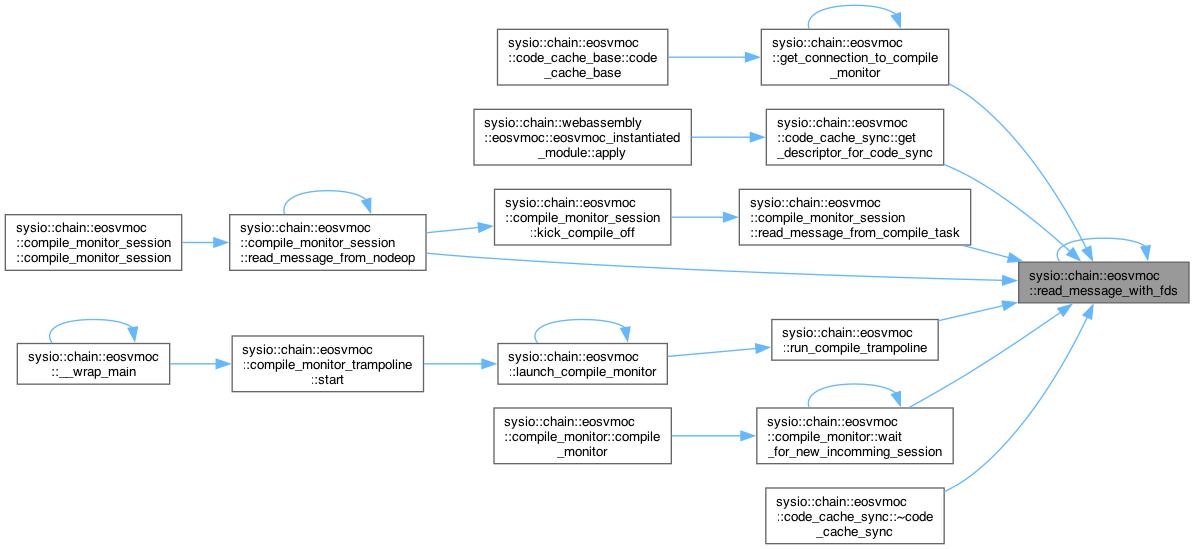 sysio::chain::eosvmoc
::code_cache_base::code
_cache_base
sysio::chain::eosvmoc
::get_connection_to_compile
_monitor
sysio::chain::webassembly
::eosvmoc::eosvmoc_instantiated
_module::apply
sysio::chain::eosvmoc
::code_cache_sync::get
_descriptor_for_code_sync
sysio::chain::eosvmoc
::compile_monitor_session
::compile_monitor_session
sysio::chain::eosvmoc
::compile_monitor_session
::read_message_from_nodeop
sysio::chain::eosvmoc
::compile_monitor_session
::kick_compile_off
sysio::chain::eosvmoc
::compile_monitor_session
::read_message_from_compile_task
sysio::chain::eosvmoc
::read_message_with_fds
sysio::chain::eosvmoc
::__wrap_main
sysio::chain::eosvmoc
::compile_monitor_trampoline
::start
sysio::chain::eosvmoc
::launch_compile_monitor
sysio::chain::eosvmoc
::run_compile_trampoline
sysio::chain::eosvmoc
::compile_monitor::compile
_monitor
sysio::chain::eosvmoc
::compile_monitor::wait
_for_new_incomming_session
sysio::chain::eosvmoc
::code_cache_sync::~code
_cache_sync